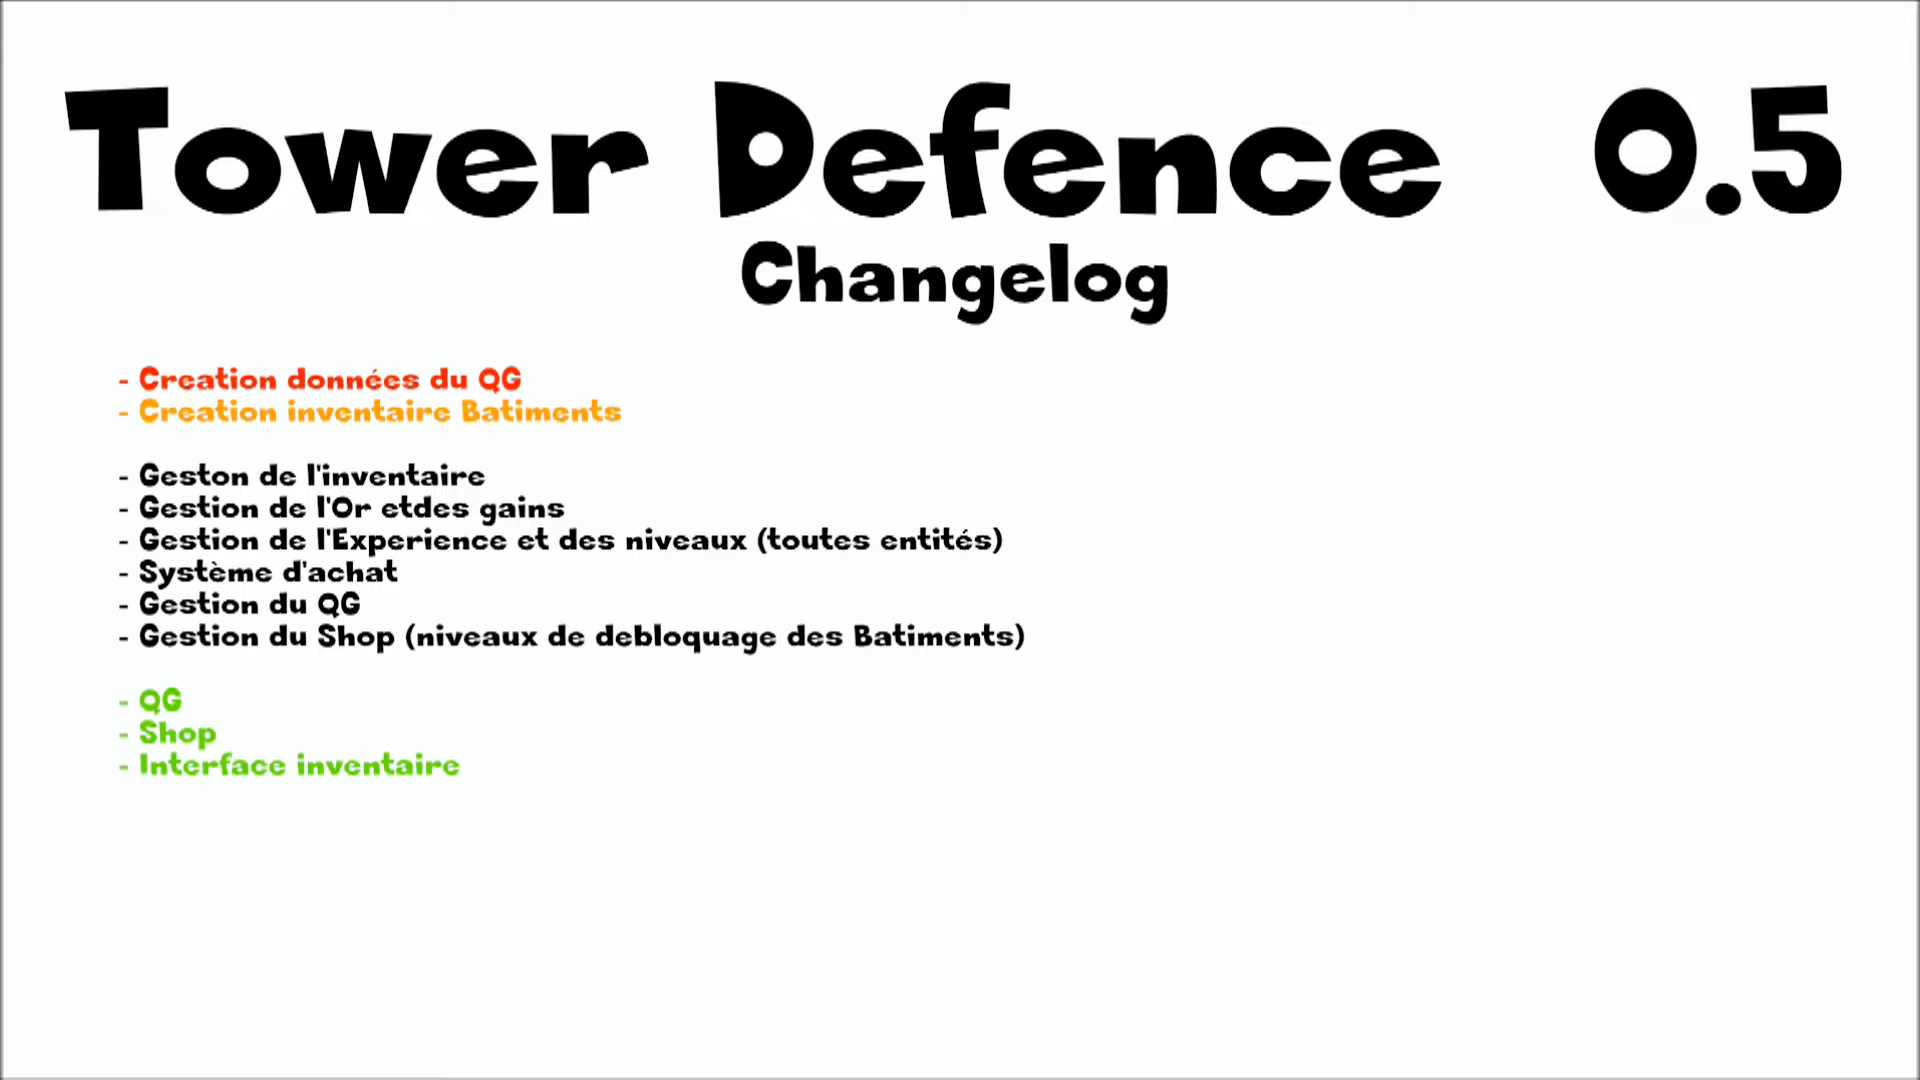 Tower Defence 0.5
Changelog
- Creation données du QG
- Creation inventaire Batiments
- Geston de l'inventaire
- Gestion de l'Or etdes gains
- Gestion de l'Experience et des niveaux (toutes entités)
- Système d'achat
- Gestion du QG
- Gestion du Shop (niveaux de debloquage des Batiments)
- QG
- Shop
- Interface inventaire